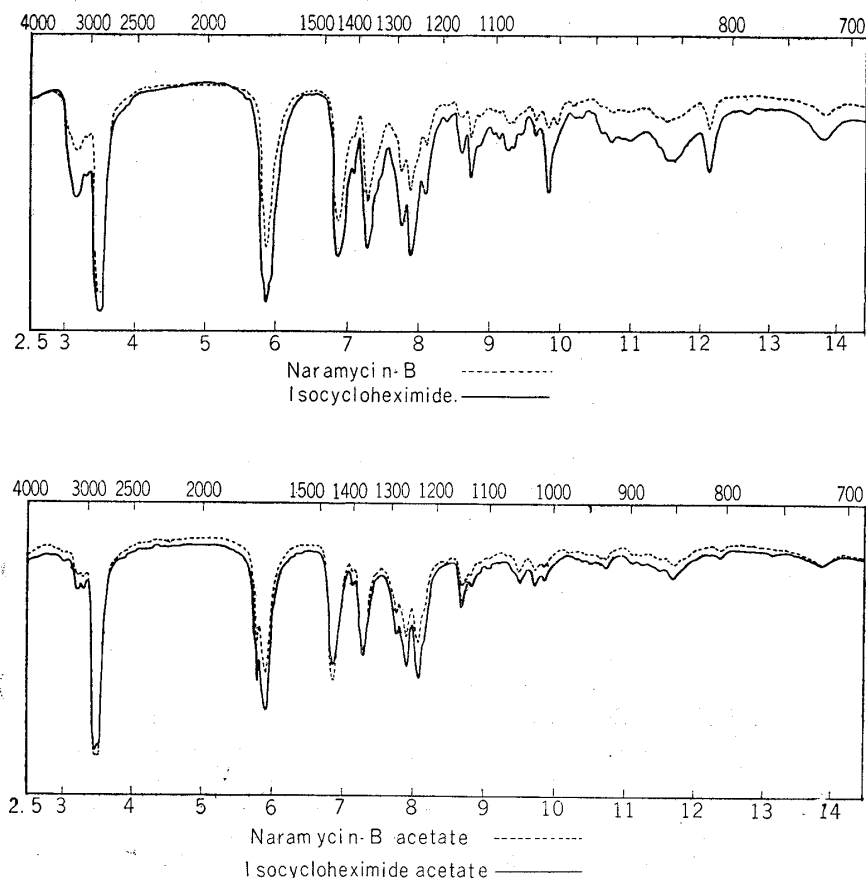 4000 3000 2500 2000 1500 1400 1300 1200 1100 800 700
2.5 3 4 5 6 7 8 9 10 11 12 13 14
Naramycin-B
Isocycloheximide.
4000 3000 2500 2000 1500 1400 1300 1200 1100 1000 900 800 700
2.5 3 4 5 6 7 8 9 10 11 12 13 14
Naramycin-B acetate
Isocycloheximide acetate